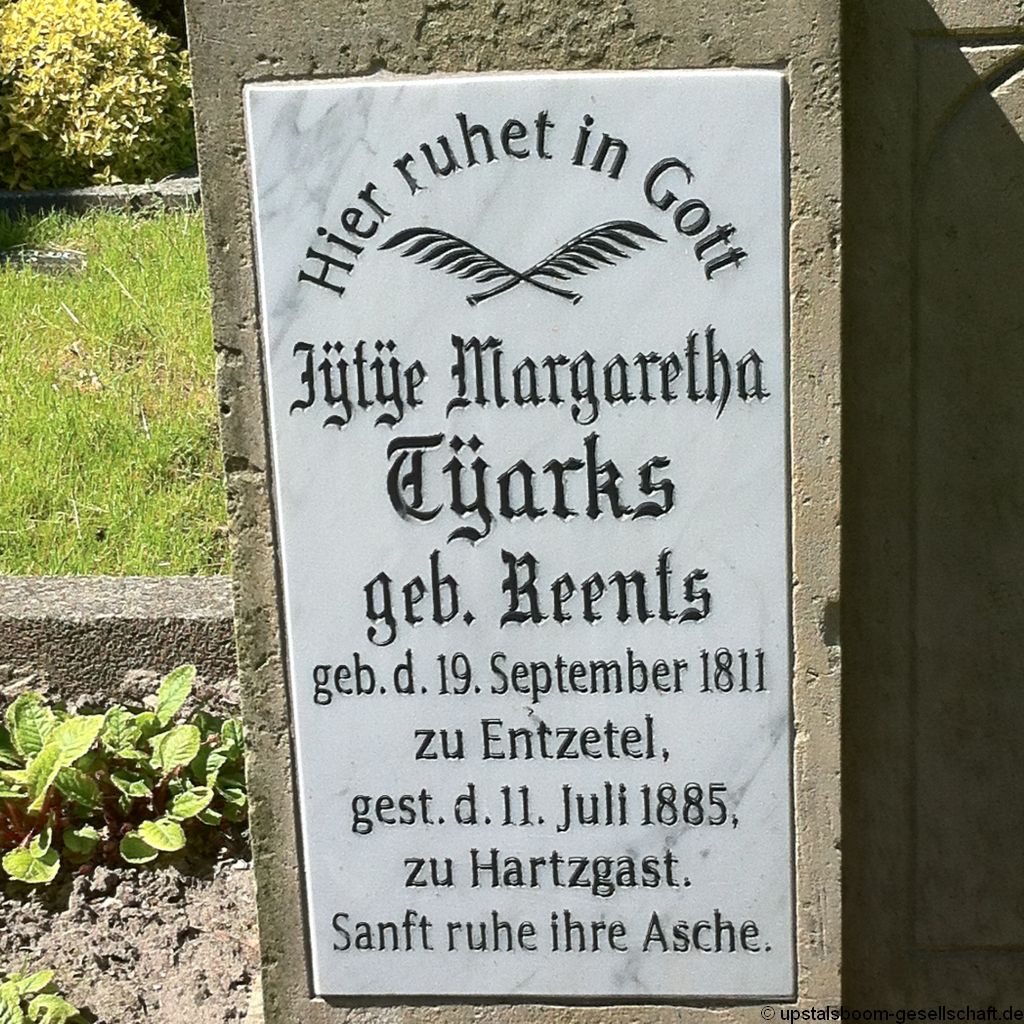 Hier ruhet in Gott
Jÿtÿe Margaretha
Tÿarks
geb. Reents
geb. d. 19. September 1811
zu Entzetel,
gest. d. 11. Juli 1885,
zu Hartzgast.
Sanft ruhe ihre Asche.
© upstalsboom-gesellschaft.de